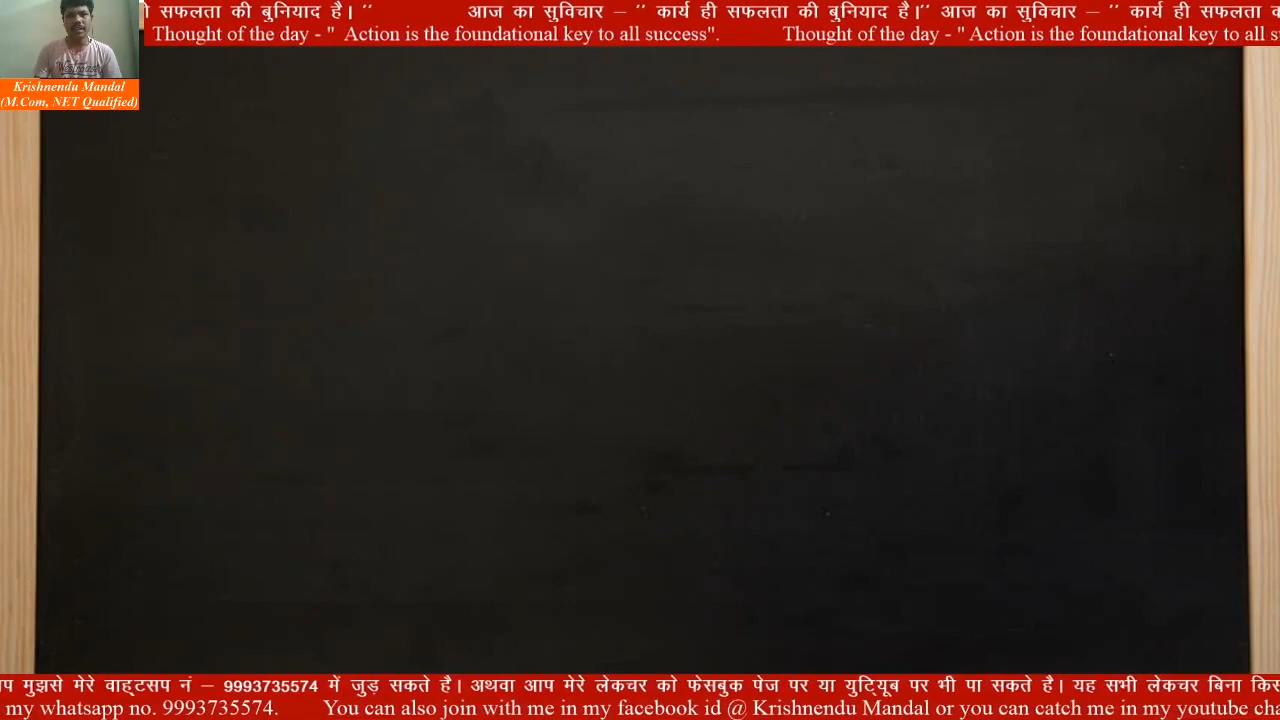 सफलता की बुनियाद है। " आज का सुविचार – " कार्य ही सफलता की बुनियाद है।" आज का सुविचार – " कार्य ही सफलता
Thought of the day - " Action is the foundational key to all success". Thought of the day - " Action is the foundational key to all
Krishnendu Mandal
(M.Com, NET Qualified)
मुझसे मेरे वाह्टसप नं – 9993735574 में जुड़ सकते है। अथवा आप मेरे लेकचर को फेसबुक पेज पर या युट्यिूब पर भी पा सकते है। यह सभी लेकचर बिना
my whatsapp no. 9993735574. You can also join with me in my facebook id @ Krishnendu Mandal or you can catch me in my youtube